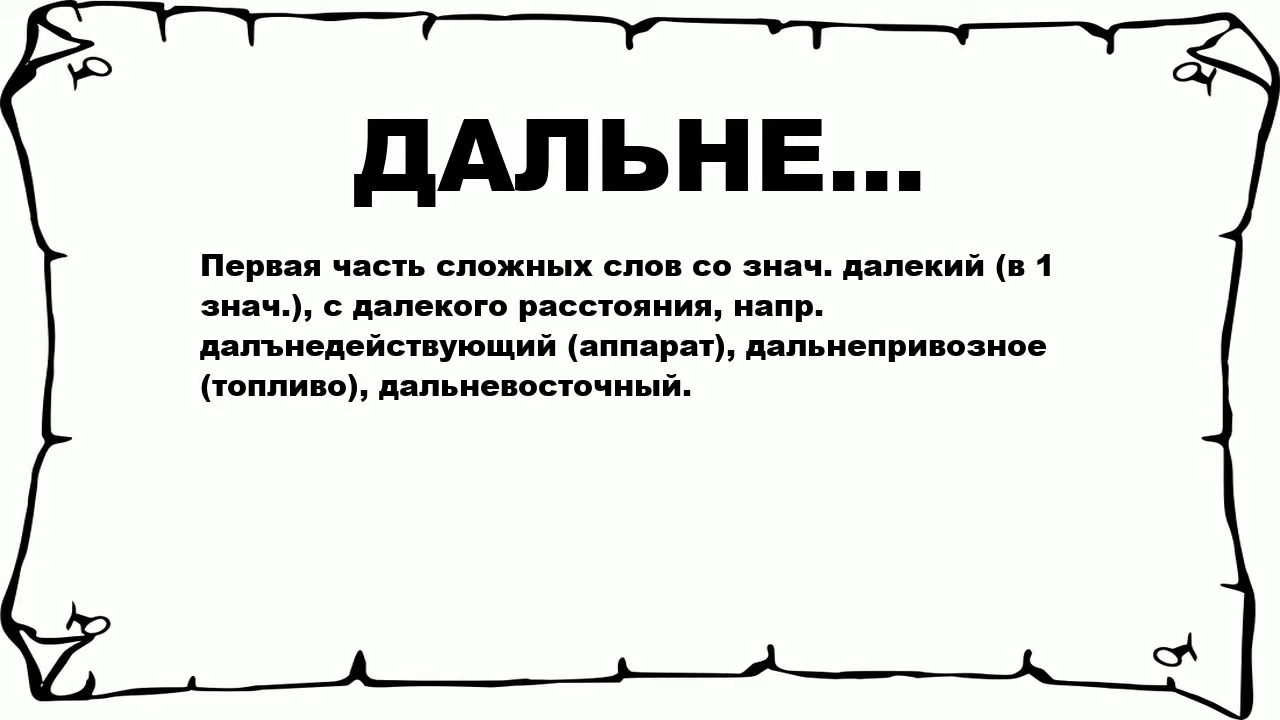 ДАЛЬНЕ...
Первая часть сложных слов со знач. далекий (в 1
знач.), с далекого расстояния, напр.
далънедействующий (аппарат), дальнепривозное
(топливо), дальневосточный.